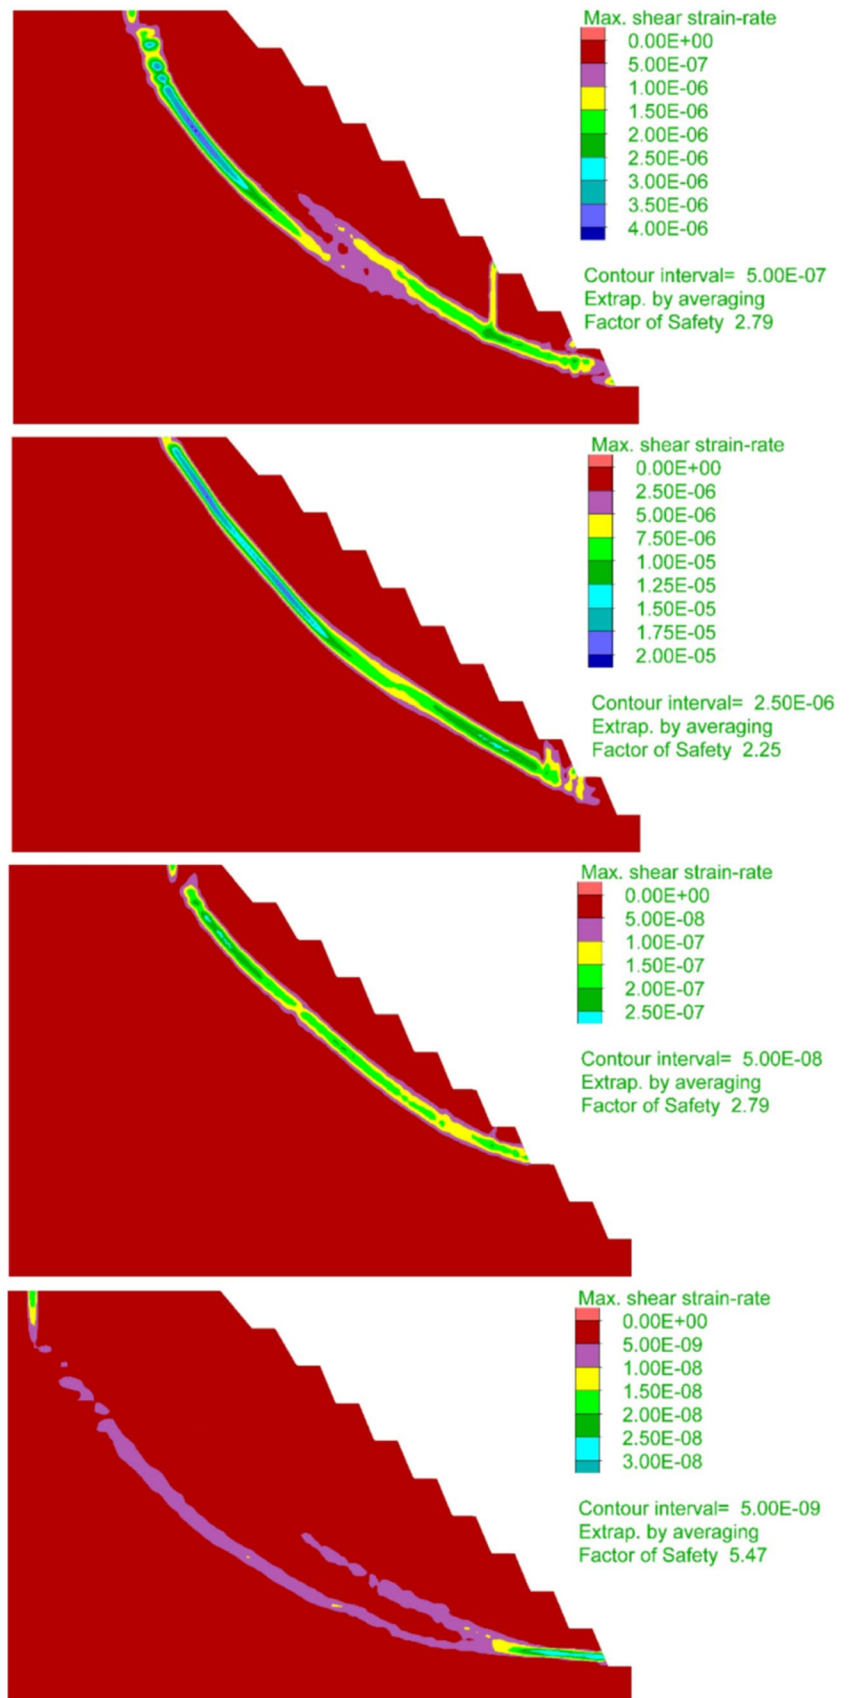 Max. shear strain-rate
0.00E+00
5.00E-07
1.00E-06
1.50E-06
2.00E-06
2.50E-06
3.00E-06
3.50E-06
4.00E-06
Contour interval= 5.00E-07
Extrap. by averaging
Factor of Safety 2.79
Max. shear strain-rate
0.00E+00
2.50E-06
5.00E-06
7.50E-06
1.00E-05
1.25E-05
1.50E-05
1.75E-05
2.00E-05
Contour interval= 2.50E-06
Extrap. by averaging
Factor of Safety 2.25
Max. shear strain-rate
0.00E+00
5.00E-08
1.00E-07
1.50E-07
2.00E-07
2.50E-07
Contour interval= 5.00E-08
Extrap. by averaging
Factor of Safety 2.79
Max. shear strain-rate
0.00E+00
5.00E-09
1.00E-08
1.50E-08
2.00E-08
2.50E-08
3.00E-08
Contour interval= 5.00E-09
Extrap. by averaging
Factor of Safety 5.47